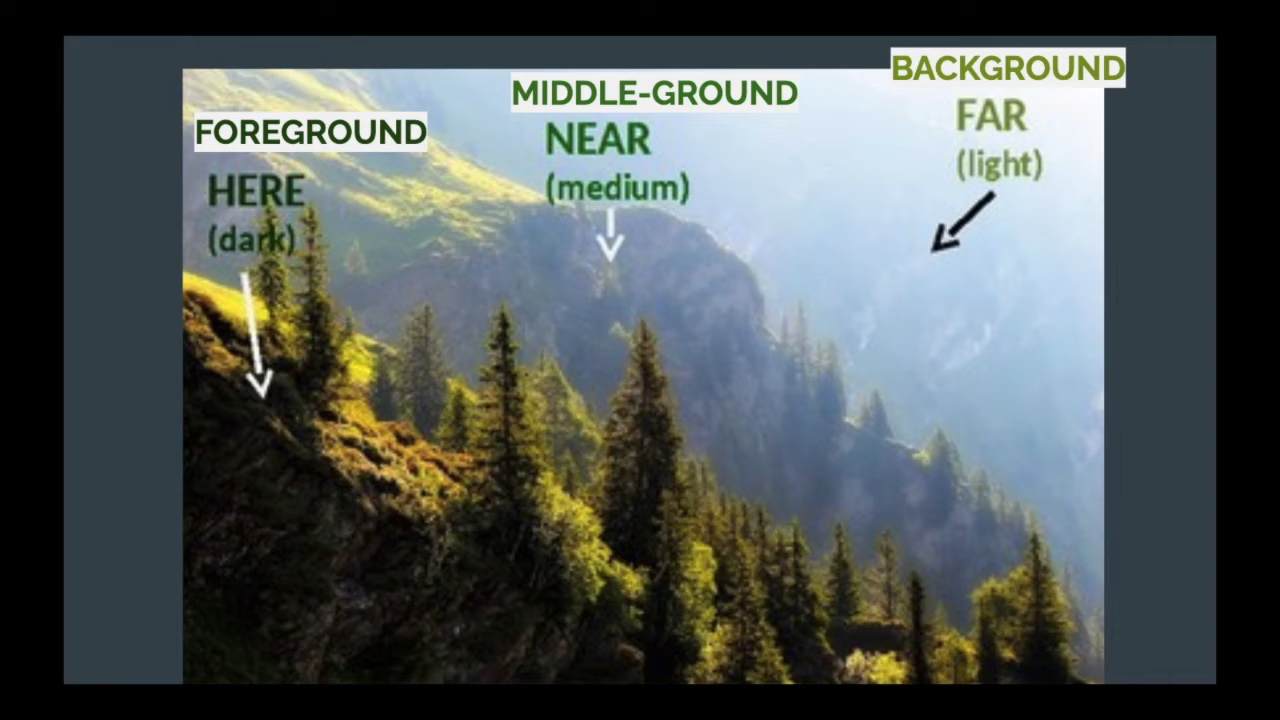 FOREGROUND
HERE
(dark)
MIDDLE-GROUND
NEAR
(medium)
BACKGROUND
FAR
(light)